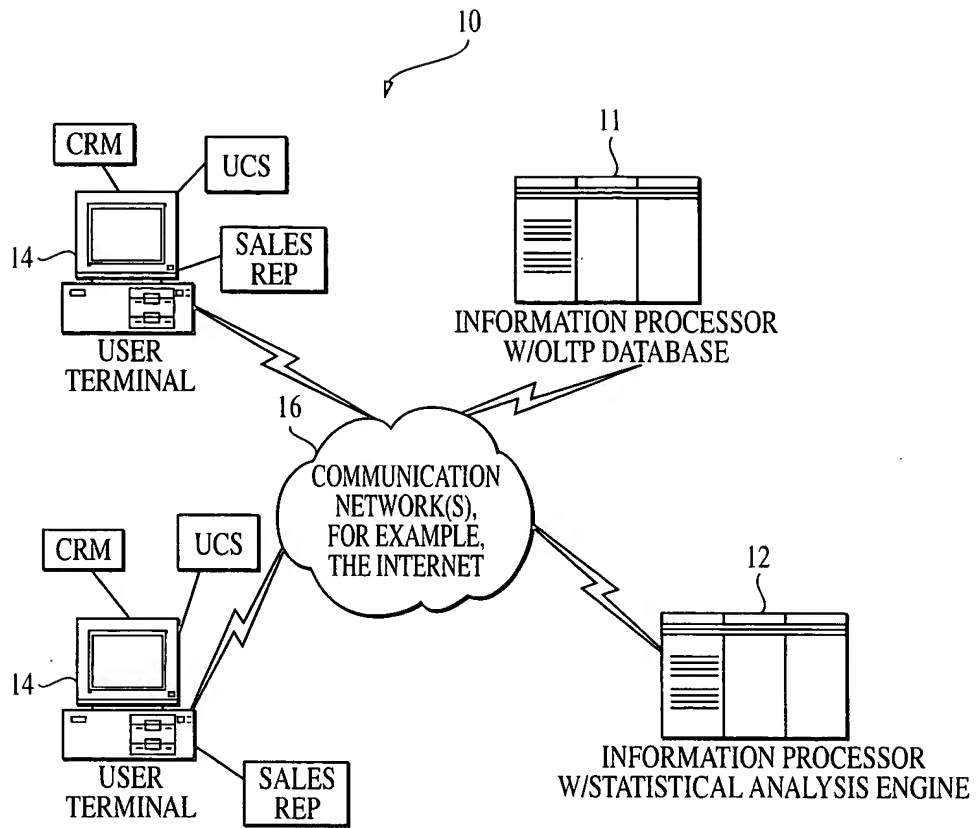 10
11
CRM
UCS
14
SALES
REP
USER
TERMINAL
INFORMATION PROCESSOR
W/OLTP DATABASE
16
COMMUNICATION
NETWORK(S),
FOR EXAMPLE,
THE INTERNET
CRM
UCS
14
USER
TERMINAL
SALES
REP
12
INFORMATION PROCESSOR
W/STATISTICAL ANALYSIS ENGINE